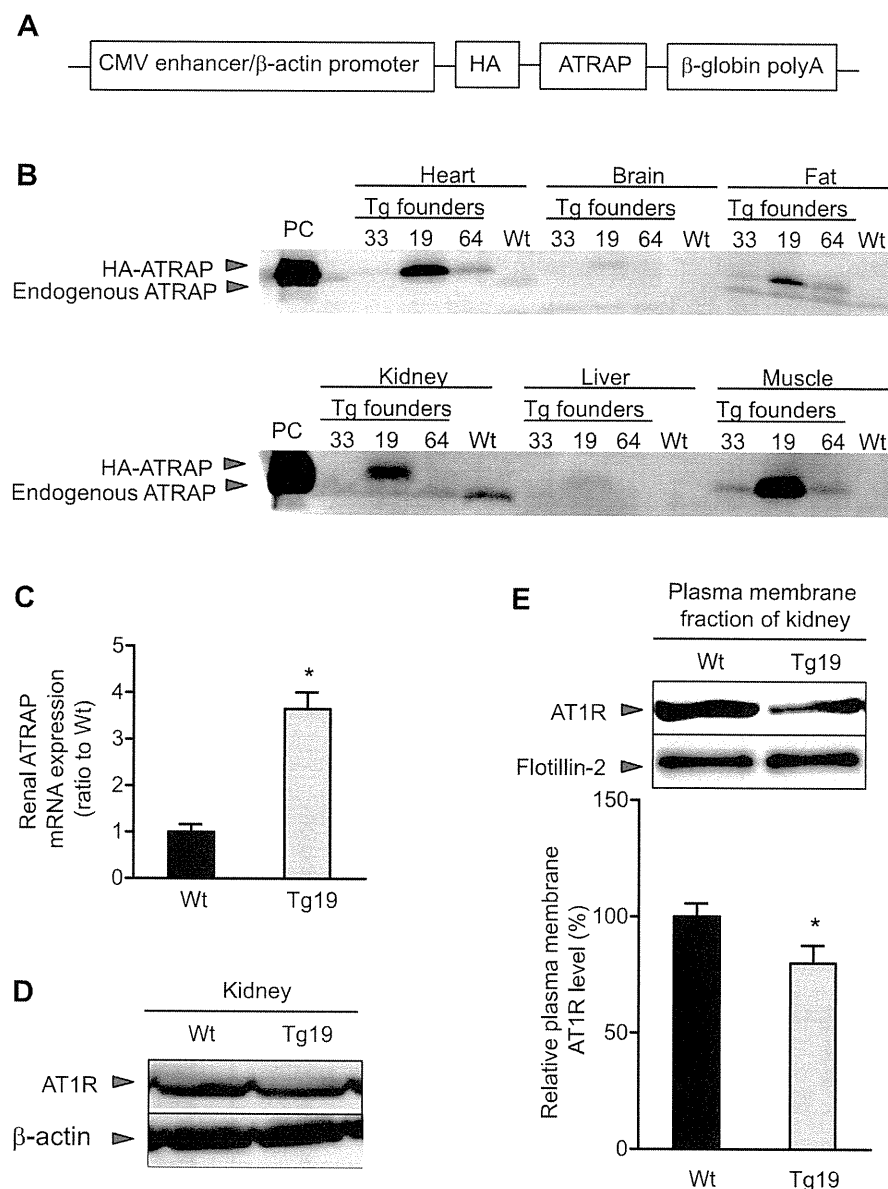 A
CMV enhancer/β-actin promoter HA ATRAP β-globin polyA
B
Heart Brain Fat
Tg founders Tg founders Tg founders
PC 33 19 64 Wt 33 19 64 Wt 33 19 64 Wt
HA-ATRAP
Endogenous ATRAP
Kidney Liver Muscle
Tg founders Tg founders Tg founders
PC 33 19 64 Wt 33 19 64 Wt 33 19 64 Wt
HA-ATRAP
Endogenous ATRAP
C
Renal ATRAP
mRNA expression
(ratio to Wt)
5
4
3
2
1
0
*
Wt Tg19
D
Kidney
Wt Tg19
AT1R
β-actin
E
Plasma membrane
fraction of kidney
Wt Tg19
AT1R
Flotillin-2
Relative plasma membrane
AT1R level (%)
150
100
50
0
*
Wt Tg19